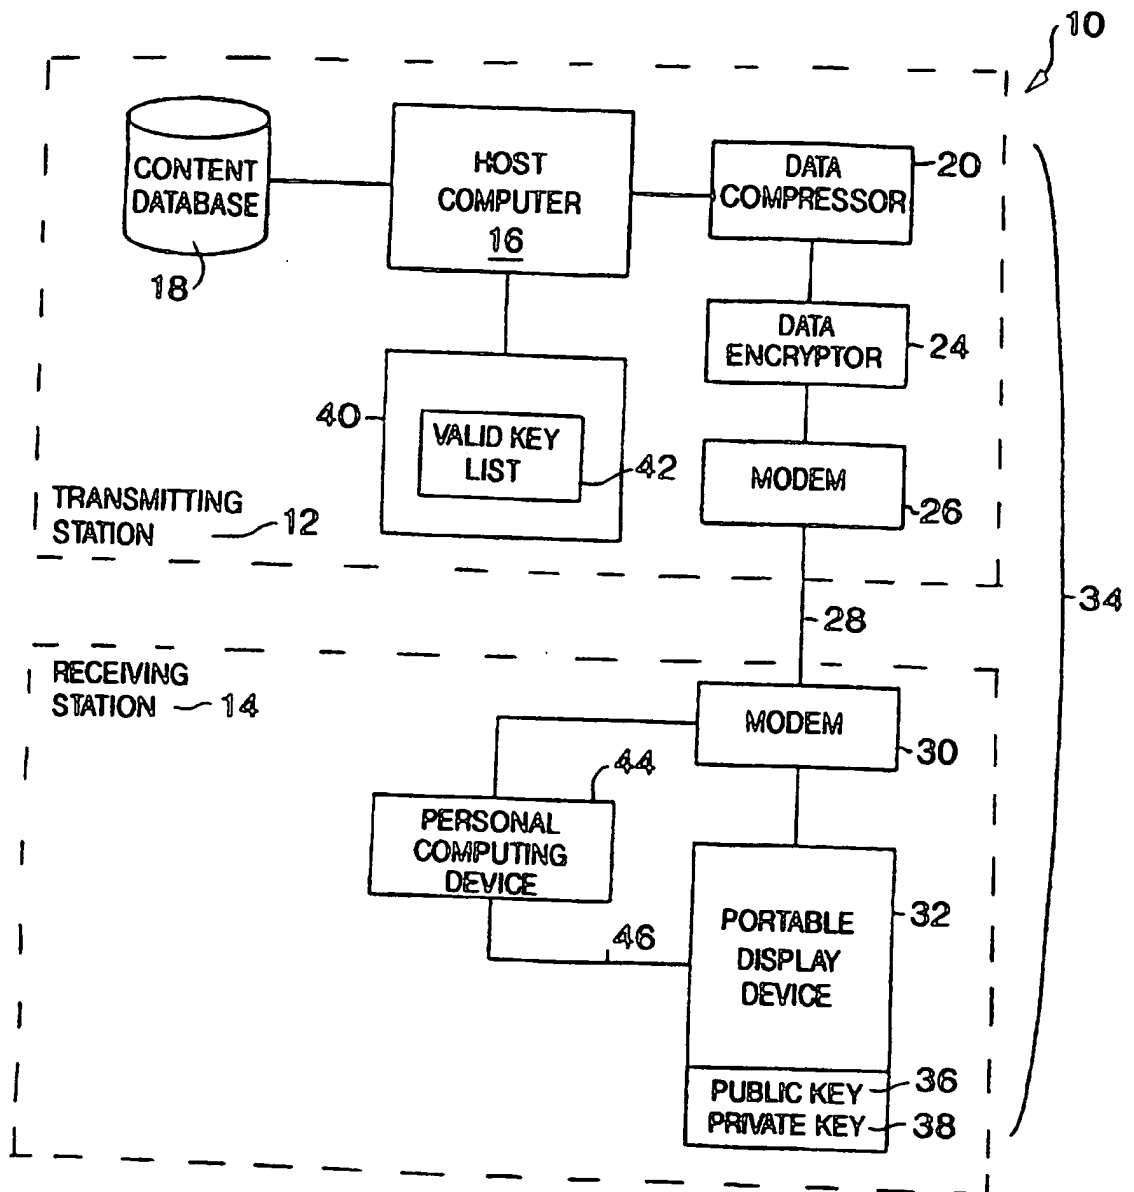 10
CONTENT
DATABASE
18
HOST
COMPUTER
16
DATA
COMPRESSOR
20
DATA
ENCRYPTOR
24
40
VALID KEY
LIST
42
MODEM
26
TRANSMITTING
STATION
12
28
34
RECEIVING
STATION
14
MODEM
30
44
PERSONAL
COMPUTING
DEVICE
46
PORTABLE
DISPLAY
DEVICE
32
PUBLIC KEY
36
PRIVATE KEY
38